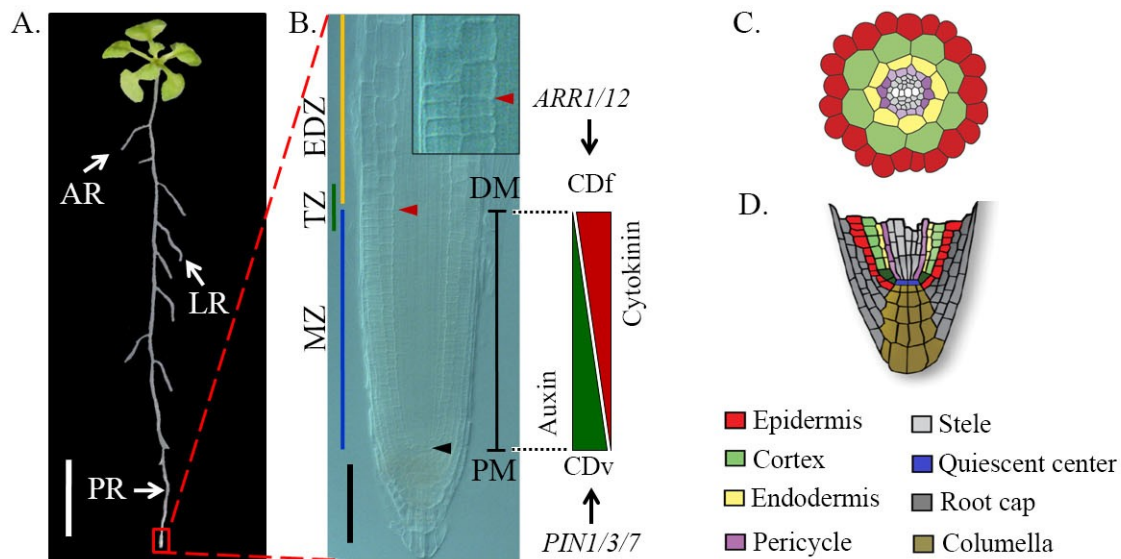 A.
AR
LR
PR
B.
EDZ
TZ
MZ
DM
PM
ARR1/12
CDf
Auxin
Cytokinin
CDv
PIN1/3/7
C.
D.
Epidermis
Cortex
Endodermis
Pericycle
Stele
Quiescent center
Root cap
Columella